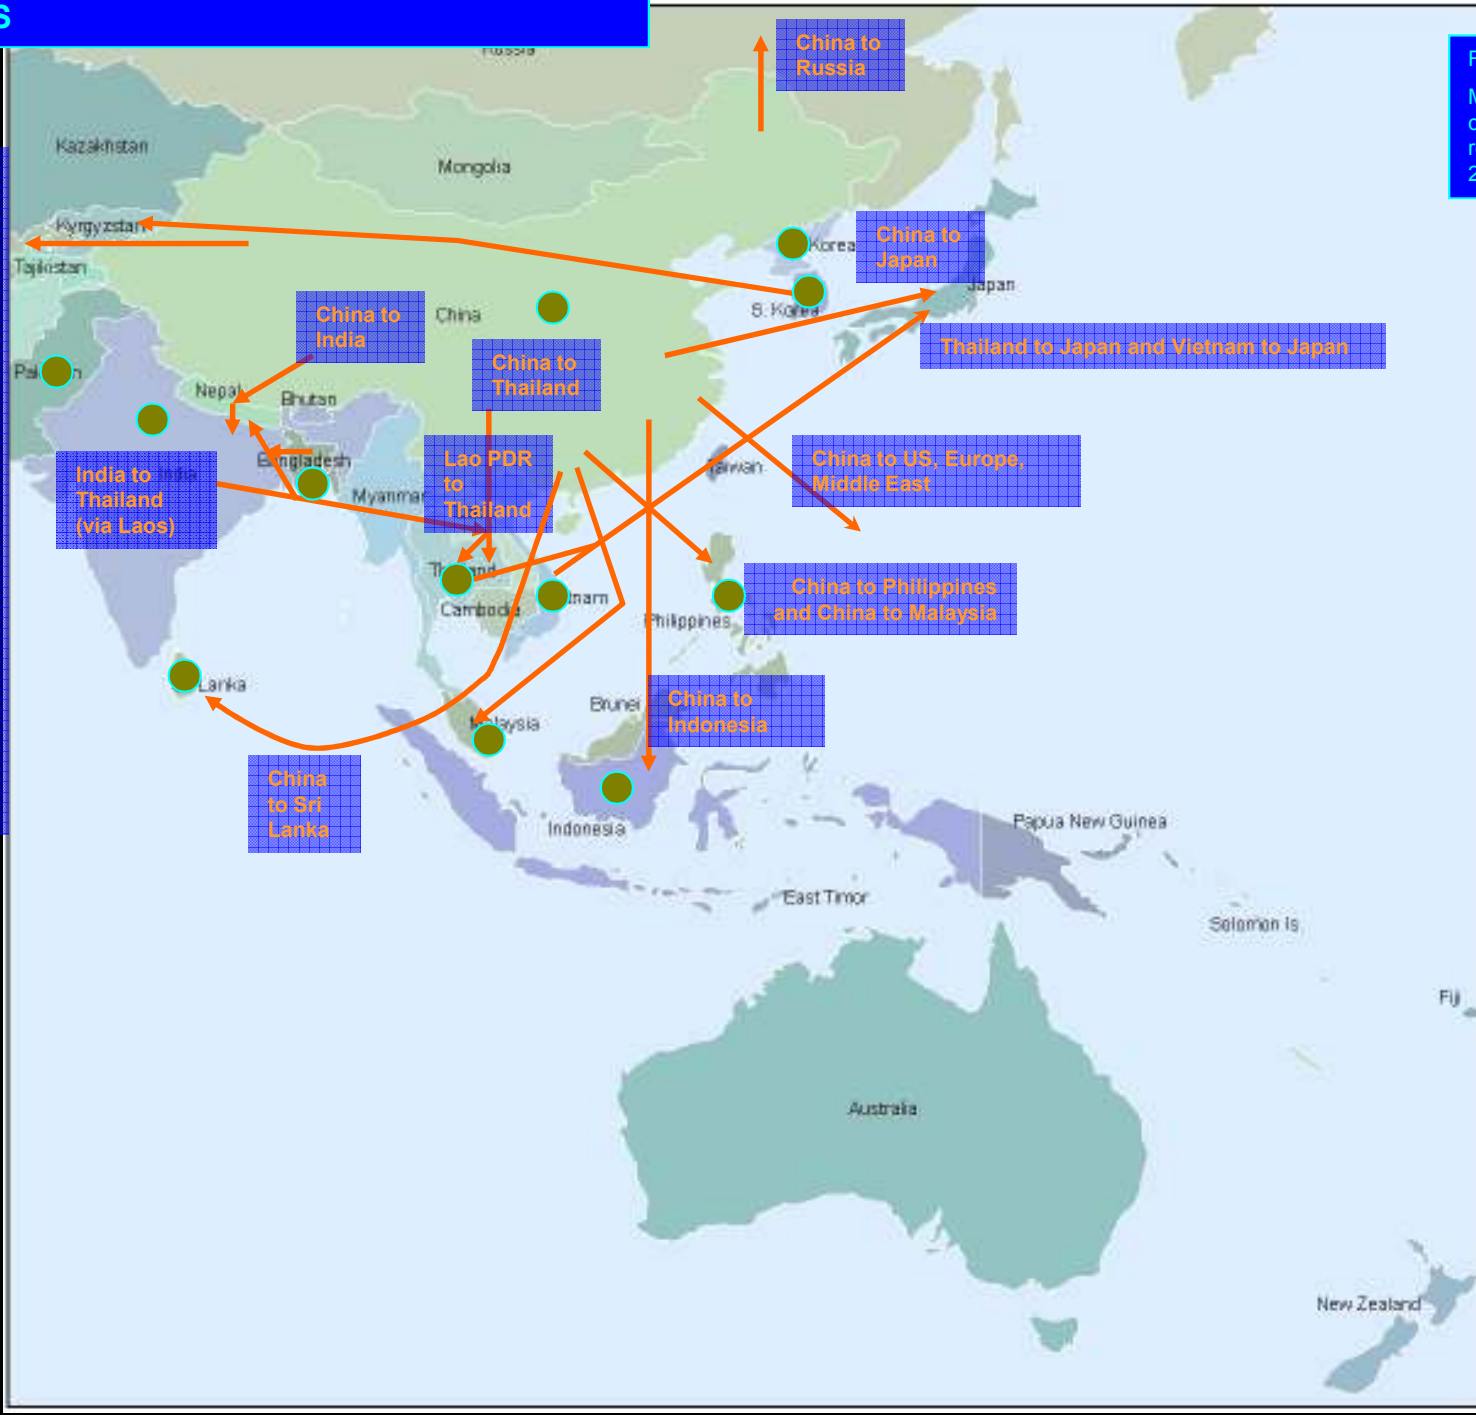 S
Russia
China to
Russia
Kazakhstan
Mongolia
Kyrgyzstan
Korea
China to
Japan
Tajikistan
Japan
China to
India
China
S. Korea
Thailand to Japan and Vietnam to Japan
China to
Thailand
Nepal
Bhutan
Lao PDR
to
Thailand
Bangladesh
India to
Thailand
(via Laos)
India
Myanmar
Taiwan
China to US, Europe,
Middle East
Cambodia
China to Philippines
and China to Malaysia
Philippines
Lanka
Brunei
China to
Indonesia
Malaysia
China
to Sri
Lanka
Indonesia
Papua New Guinea
East Timor
Solomon Is
Fiji
Australia
New Zealand